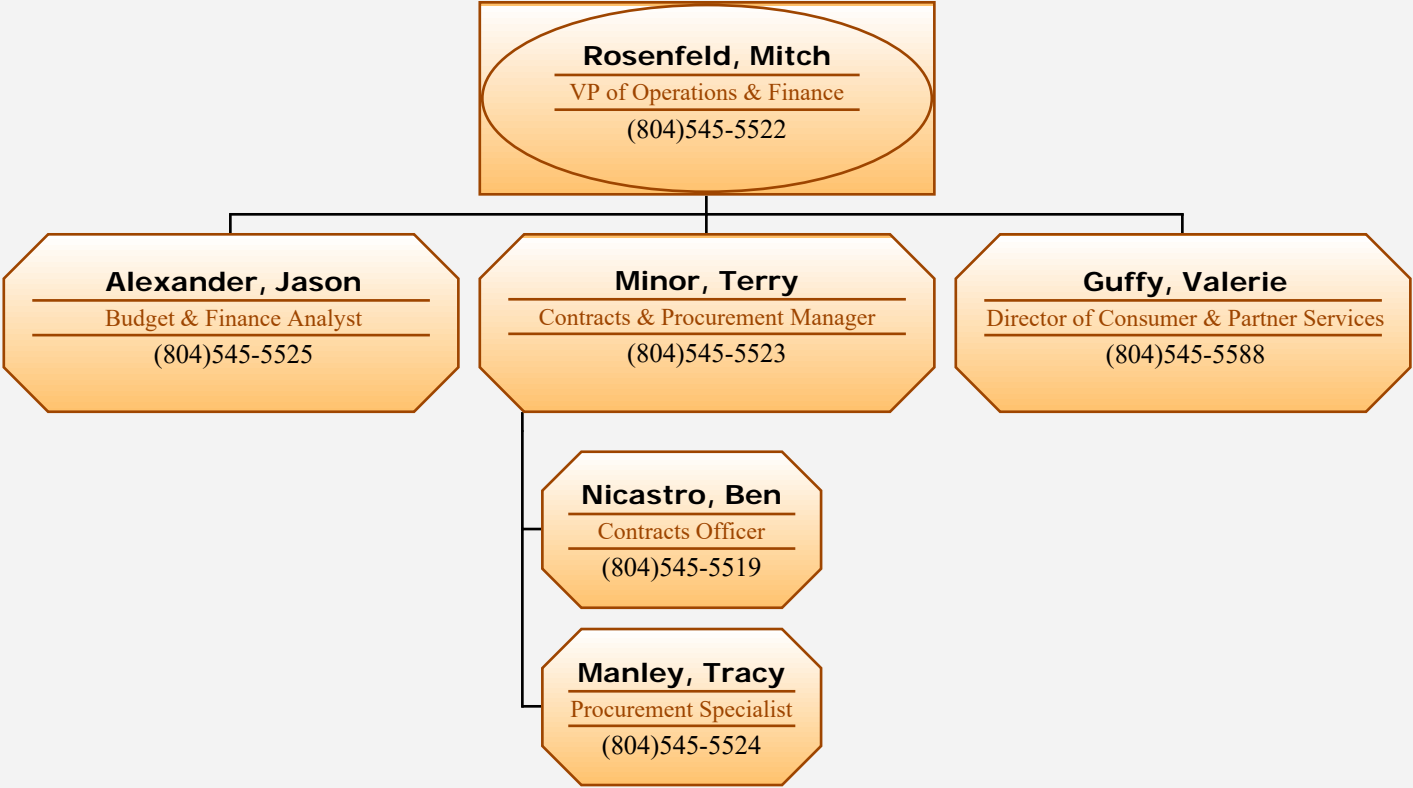 Rosenfeld, Mitch
VP of Operations & Finance
(804)545-5522
Alexander, Jason
Budget & Finance Analyst
(804)545-5525
Minor, Terry
Contracts & Procurement Manager
(804)545-5523
Guffy, Valerie
Director of Consumer & Partner Services
(804)545-5588
Nicastro, Ben
Contracts Officer
(804)545-5519
Manley, Tracy
Procurement Specialist
(804)545-5524